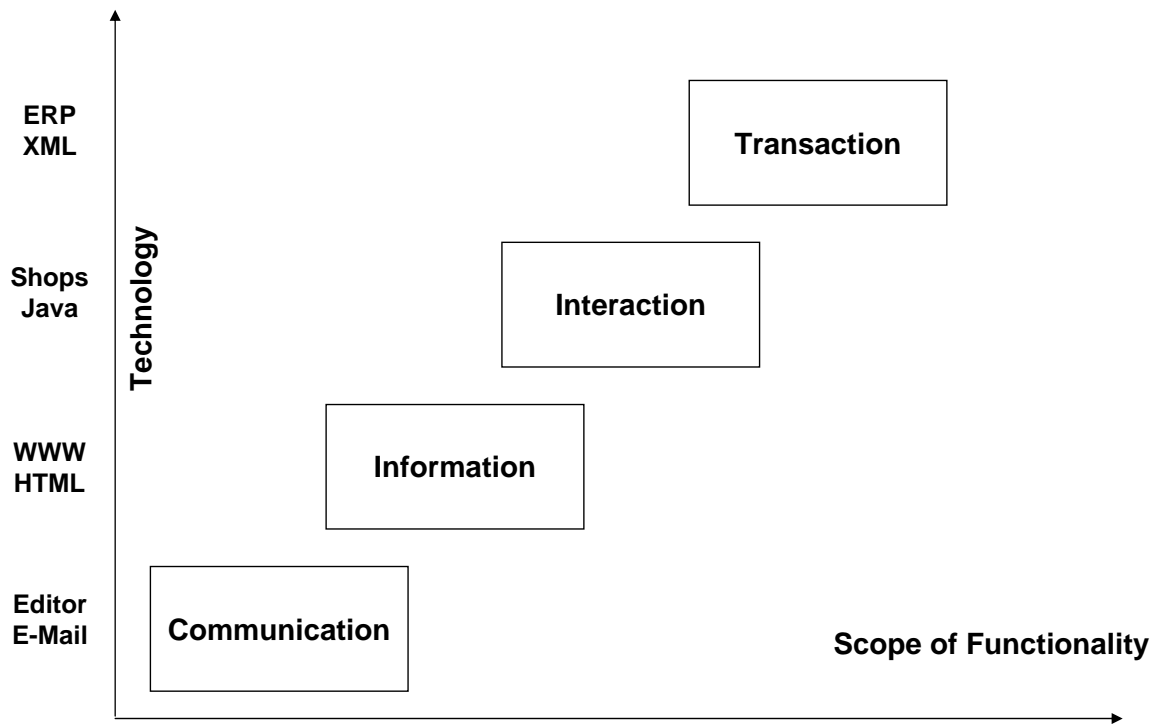 ERP
XML
Transaction
Technology
Shops
Java
Interaction
WWW
HTML
Information
Editor
E-Mail
Communication
Scope of Functionality